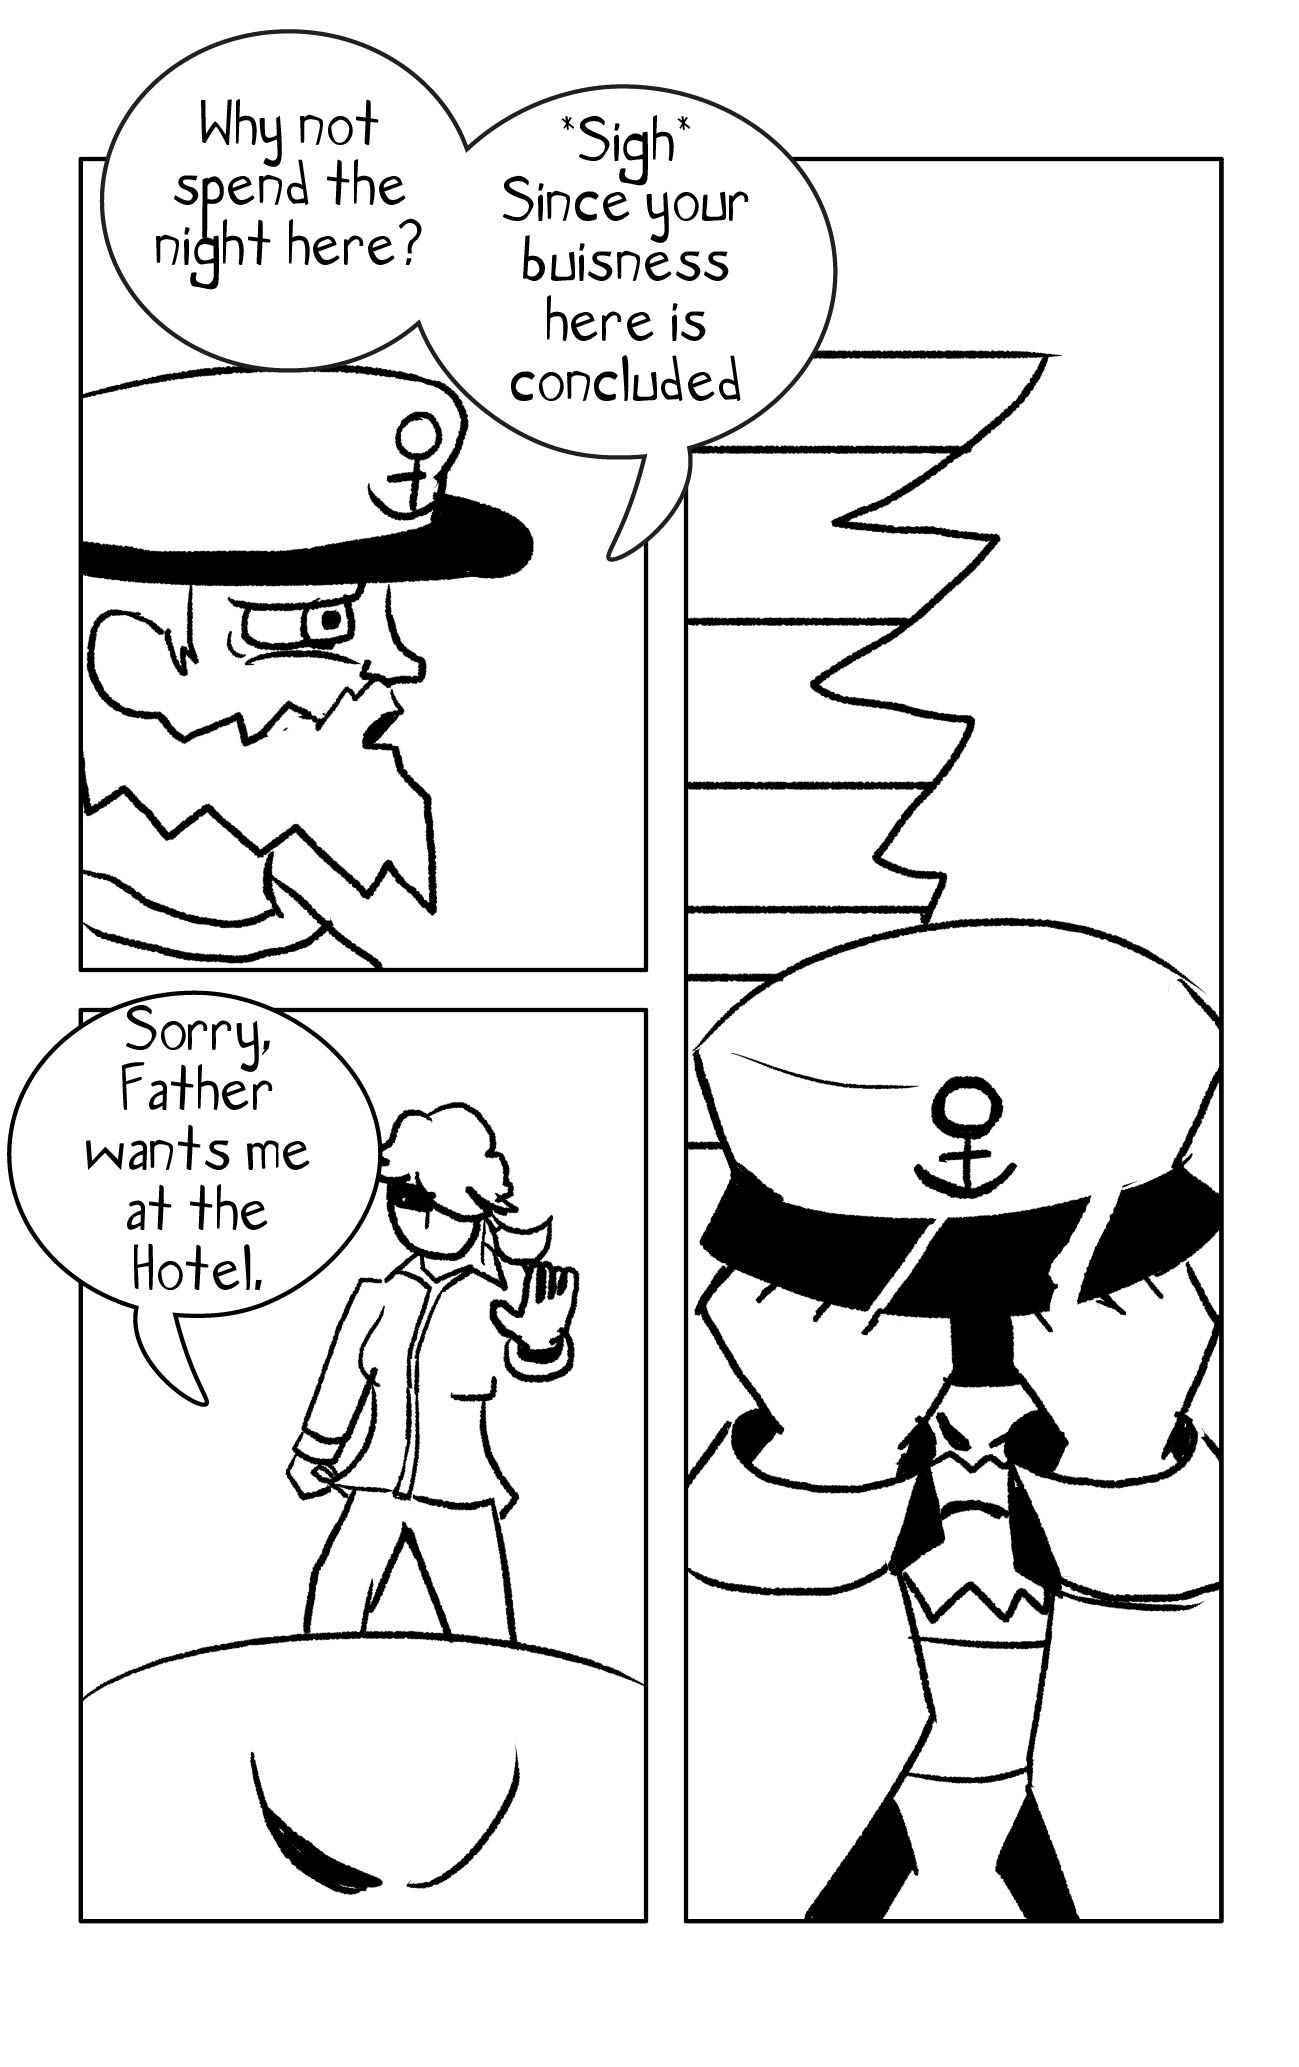 Why not
spend the
night here?
*Sigh*
Since your
buisness
here is
concluded
Sorry,
Father
wants me
at the
Hotel.